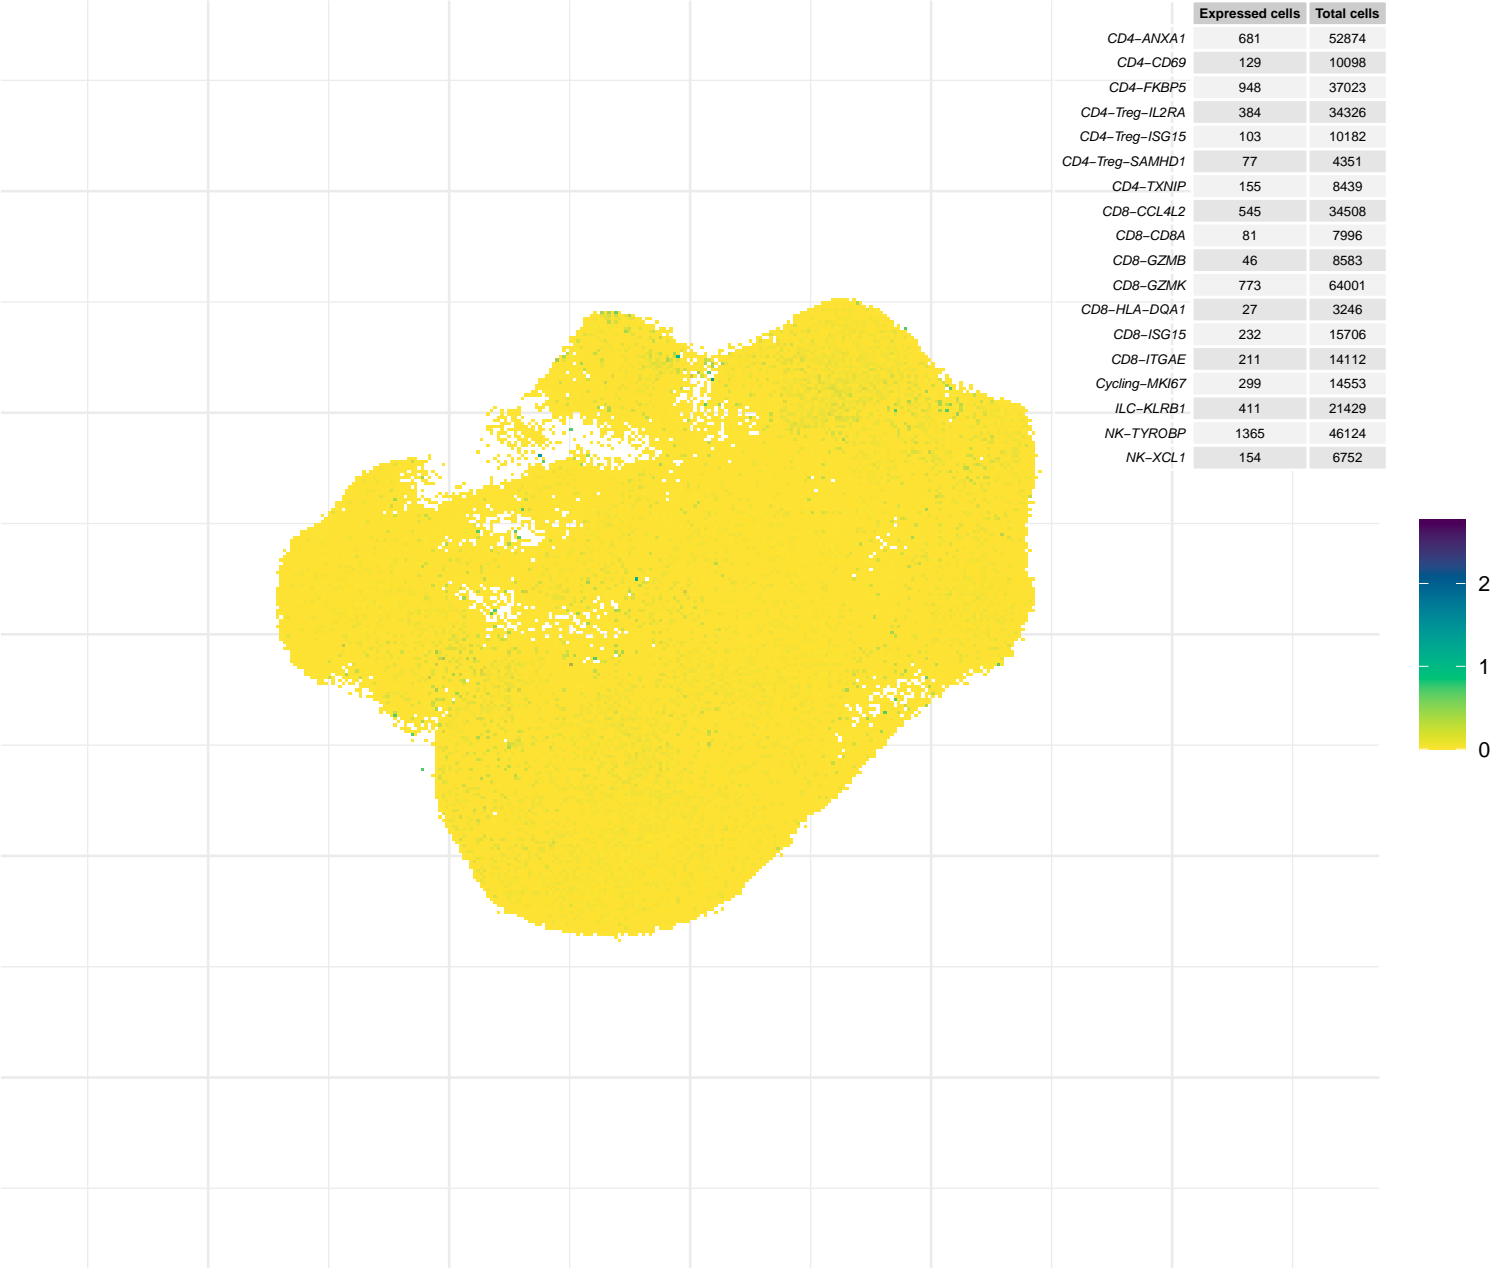 Expressed cells Total cells
CD4−ANXA1 681 52874
CD4−CD69 129 10098
CD4−FKBP5 948 37023
CD4−Treg−IL2RA 384 34326
CD4−Treg−ISG15 103 10182
CD4−Treg−SAMHD1 77 4351
CD4−TXNIP 155 8439
CD8−CCL4L2 545 34508
CD8−CD8A 81 7996
CD8−GZMB 46 8583
CD8−GZMK 773 64001
CD8−HLA−DQA1 27 3246
CD8−ISG15 232 15706
CD8−ITGAE 211 14112
Cycling−MKI67 299 14553
ILC−KLRB1 411 21429
NK−TYROBP 1365 46124
NK−XCL1 154 6752
2
1
0